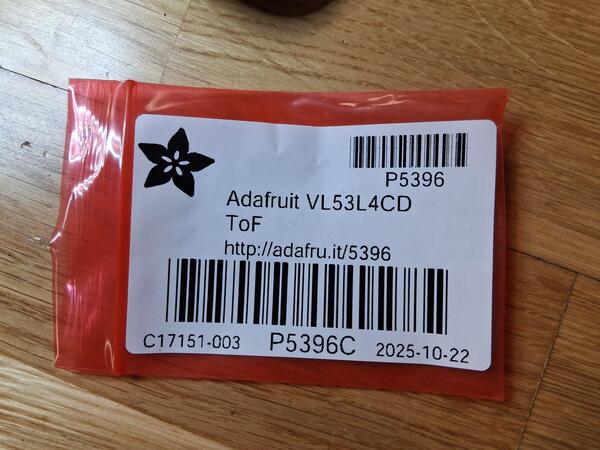 P5396
Adafruit VL53L4CD
ToF
http://adafru.it/5396
C17151-003 P5396C 2025-10-22